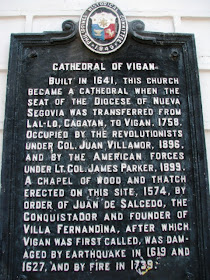 CATHEDRAL OF VIGAN
BUILT IN 1641, THIS CHURCH
BECAME A CATHEDRAL WHEN THE
SEAT OF THE DIOCESE OF NUEVA
SEGOVIA WAS TRANSFERRED FROM
LAL-LO, CAGAYAN, TO VIGAN, 1758.
OCCUPIED BY THE REVOLUTIONISTS
UNDER COL. JUAN VILLAMOR, 1896,
AND BY THE AMERICAN FORCES
UNDER LT. COL. JAMES PARKER, 1899.
A CHAPEL OF WOOD AND THATCH
ERECTED ON THIS SITE, 1574, BY
ORDER OF JUAN DE SALCEDO, THE
CONQUISTADOR AND FOUNDER OF
VILLA FERNANDINA, AFTER WHICH
VIGAN WAS FIRST CALLED, WAS DAM-
AGED BY EARTHQUAKE IN 1619 AND
1627, AND BY FIRE IN 1739.